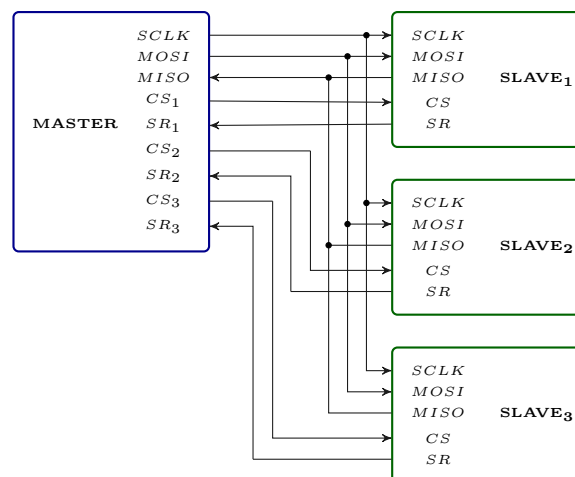 MASTER
SCLK
MOSI
MISO
CS₁
SR₁
CS₂
SR₂
CS₃
SR₃
SLAVE₁
SCLK
MOSI
MISO
CS
SR
SLAVE₂
SCLK
MOSI
MISO
CS
SR
SLAVE₃
SCLK
MOSI
MISO
CS
SR